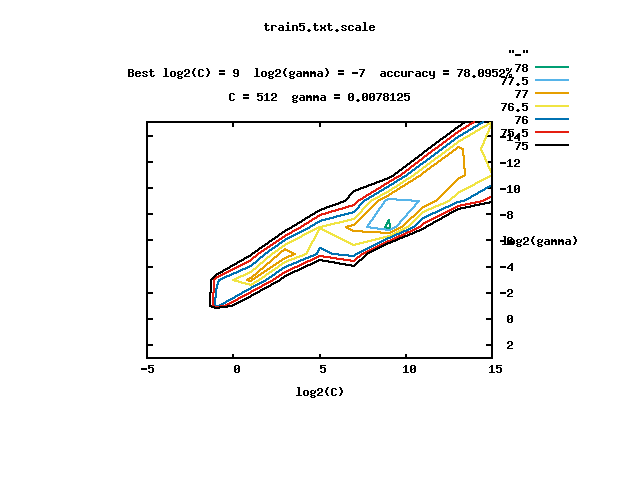 train5.txt.scale
"-"
Best log2(C) = 9 log2(gamma) = -7 accuracy = 78.0952%
78
77.5
C = 512 gamma = 0.0078125
77
76.5
76
75.5
75
-14
-12
-10
-8
-6
log2(gamma)
-4
-2
0
2
-5 0 5 10 15
log2(C)